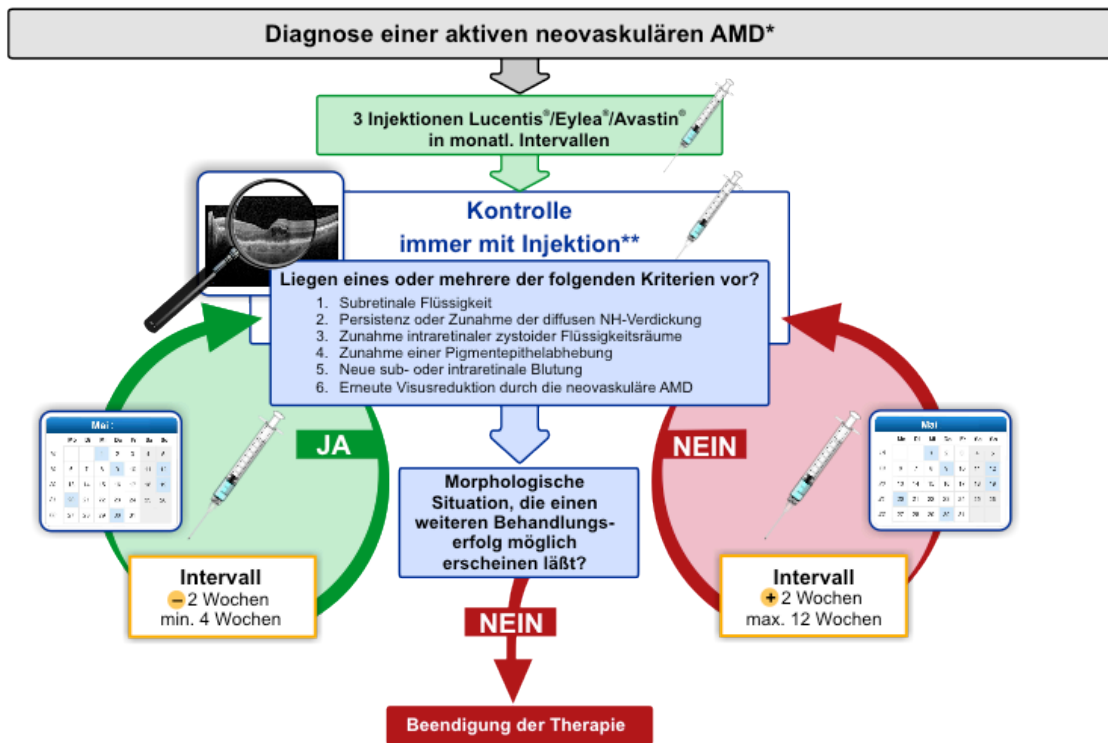 Diagnose einer aktiven neovaskulären AMD*
3 Injektionen Lucentis®/Eylea®/Avastin®
in monatl. Intervallen
Kontrolle
immer mit Injektion**
Liegen eines oder mehrere der folgenden Kriterien vor?
1. Subretinale Flüssigkeit
2. Persistenz oder Zunahme der diffusen NH-Verdickung
3. Zunahme intraretinaler zystoider Flüssigkeitsräume
4. Zunahme einer Pigmentepithelabhebung
5. Neue sub- oder intraretinale Blutung
6. Erneute Visusreduktion durch die neovaskuläre AMD
Mai
JA
NEIN
Mai
Morphologische
Situation, die einen
weiteren Behandlungs-
erfolg möglich
erscheinen läßt?
Intervall
− 2 Wochen
min. 4 Wochen
Intervall
+ 2 Wochen
max. 12 Wochen
NEIN
Beendigung der Therapie